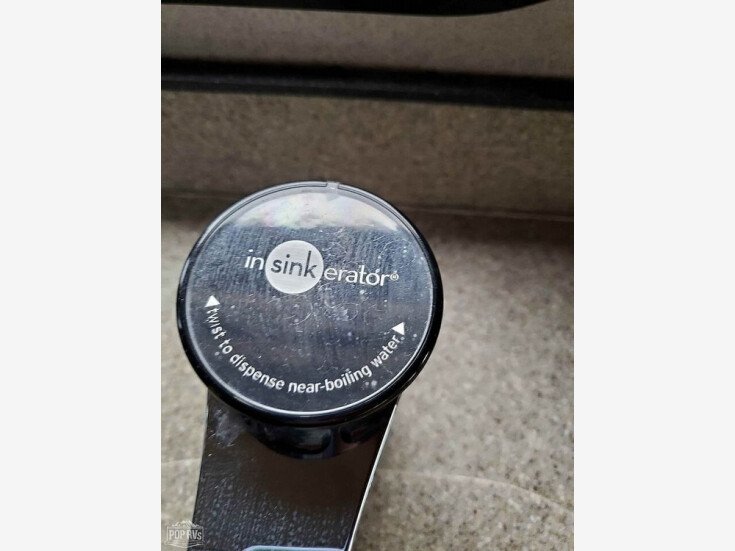 insinkerator®
twist to dispense near-boiling water
POP RVs